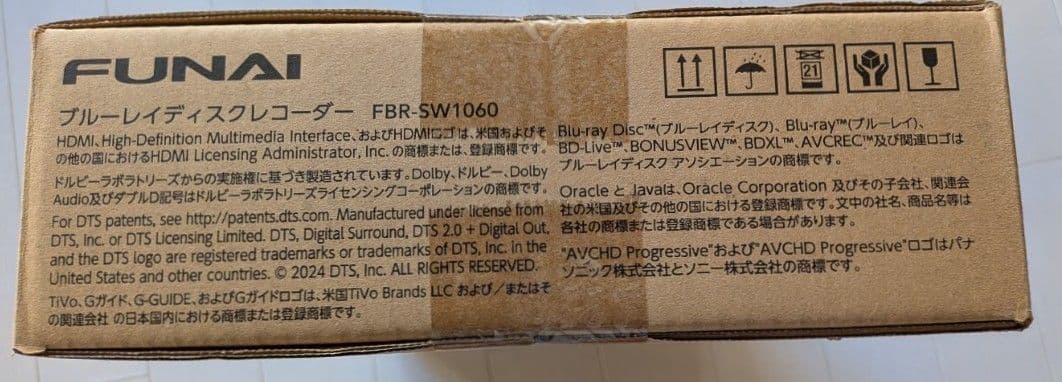 FUNAI
21
ブルーレイディスクレコーダー FBR-SW1060
HDMI、High-Definition Multimedia Interface、およびHDMIロゴは、米国およびそ
の他の国におけるHDMI Licensing Administrator, Inc. の商標または、登録商標です。
ドルビーラボラトリーズからの実施権に基づき製造されています。Dolby、ドルビー、Dolby
Audio及びダブルD記号はドルビーラボラトリーズライセンシングコーポレーションの商標です。
For DTS patents, see http://patents.dts.com. Manufactured under license from
DTS, Inc. or DTS Licensing Limited. DTS, Digital Surround, DTS 2.0 + Digital Out,
and the DTS logo are registered trademarks or trademarks of DTS, Inc. in the
United States and other countries. © 2024 DTS, Inc. ALL RIGHTS RESERVED.
TiVo、Gガイド、G-GUIDE、およびGガイドロゴは、米国TiVo Brands LLC および／またはそ
の関連会社 の日本国内における商標または登録商標です。
Blu-ray Disc™(ブルーレイディスク)、Blu-ray™(ブルーレイ)、
BD-Live™、BONUSVIEW™、BDXL™、AVCREC™及び関連ロゴは
ブルーレイディスク アソシエーションの商標です。
Oracle と Javaは、Oracle Corporation 及びその子会社、関連会
社の米国及びその他の国における登録商標です。文中の社名、商品名等は
各社の商標または登録商標である場合があります。
"AVCHD Progressive"および"AVCHD Progressive"ロゴはパナ
ソニック株式会社とソニー株式会社の商標です。